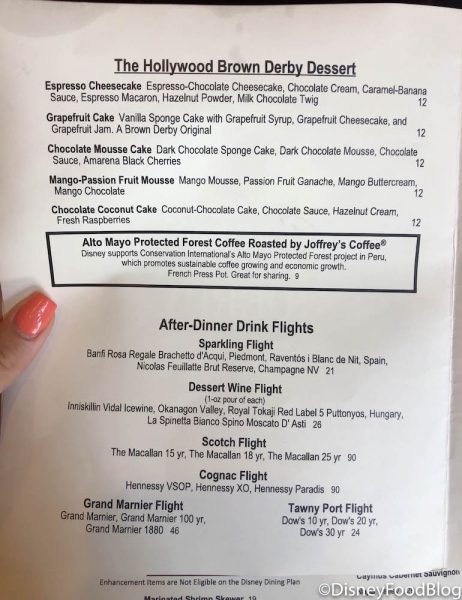 The Hollywood Brown Derby Dessert
Espresso Cheesecake Espresso-Chocolate Cheesecake, Chocolate Cream, Caramel-Banana
Sauce, Espresso Macaron, Hazelnut Powder, Milk Chocolate Twig 12
Grapefruit Cake Vanilla Sponge Cake with Grapefruit Syrup, Grapefruit Cheesecake, and
Grapefruit Jam. A Brown Derby Original 12
Chocolate Mousse Cake Dark Chocolate Sponge Cake, Dark Chocolate Mousse, Chocolate
Sauce, Amarena Black Cherries 12
Mango-Passion Fruit Mousse Mango Mousse, Passion Fruit Ganache, Mango Buttercream,
Mango Chocolate 12
Chocolate Coconut Cake Coconut-Chocolate Cake, Chocolate Sauce, Hazelnut Cream,
Fresh Raspberries 12
Alto Mayo Protected Forest Coffee Roasted by Joffrey's Coffee®
Disney supports Conservation International's Alto Mayo Protected Forest project in Peru,
which promotes sustainable coffee growing and economic growth.
French Press Pot. Great for sharing. 9
After-Dinner Drink Flights
Sparkling Flight
Banfi Rosa Regale Brachetto d'Acqui, Piedmont, Raventós i Blanc de Nit, Spain,
Nicolas Feuillatte Brut Reserve, Champagne NV 21
Dessert Wine Flight
(1-oz pour of each)
Inniskillin Vidal Icewine, Okanagon Valley, Royal Tokaji Red Label 5 Puttonyos, Hungary,
La Spinetta Bianco Spino Moscato D' Asti 26
Scotch Flight
The Macallan 15 yr, The Macallan 18 yr, The Macallan 25 yr 90
Cognac Flight
Hennessy VSOP, Hennessy XO, Hennessy Paradis 90
Grand Marnier Flight
Grand Marnier, Grand Marnier 100 yr,
Grand Marnier 1880 46
Tawny Port Flight
Dow's 10 yr, Dow's 20 yr,
Dow's 30 yr 24
Enhancement Items are Not Eligible on the Disney Dining Plan
Caymus Cabernet Sauvignon
Marinated Shrimp Skewer 19
©DisneyFoodBlog